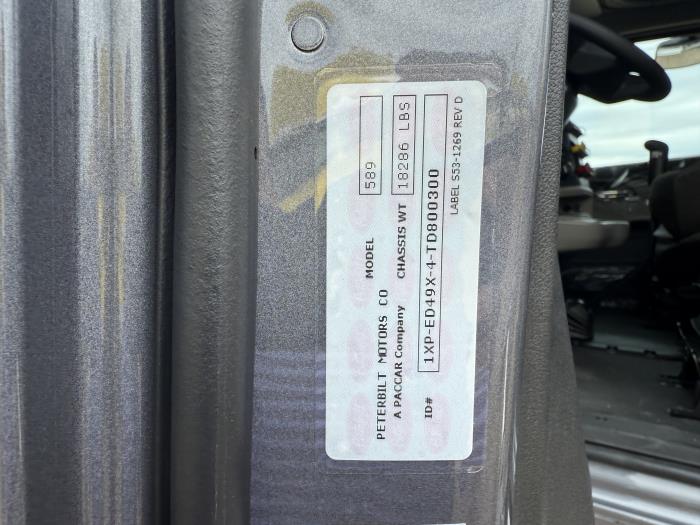 PETERBILT MOTORS CO MODEL 589
A PACCAR Company CHASSIS WT 18286 LBS
ID# 1XP-ED49X-4-TD800300
LABEL S53-1269 REV D